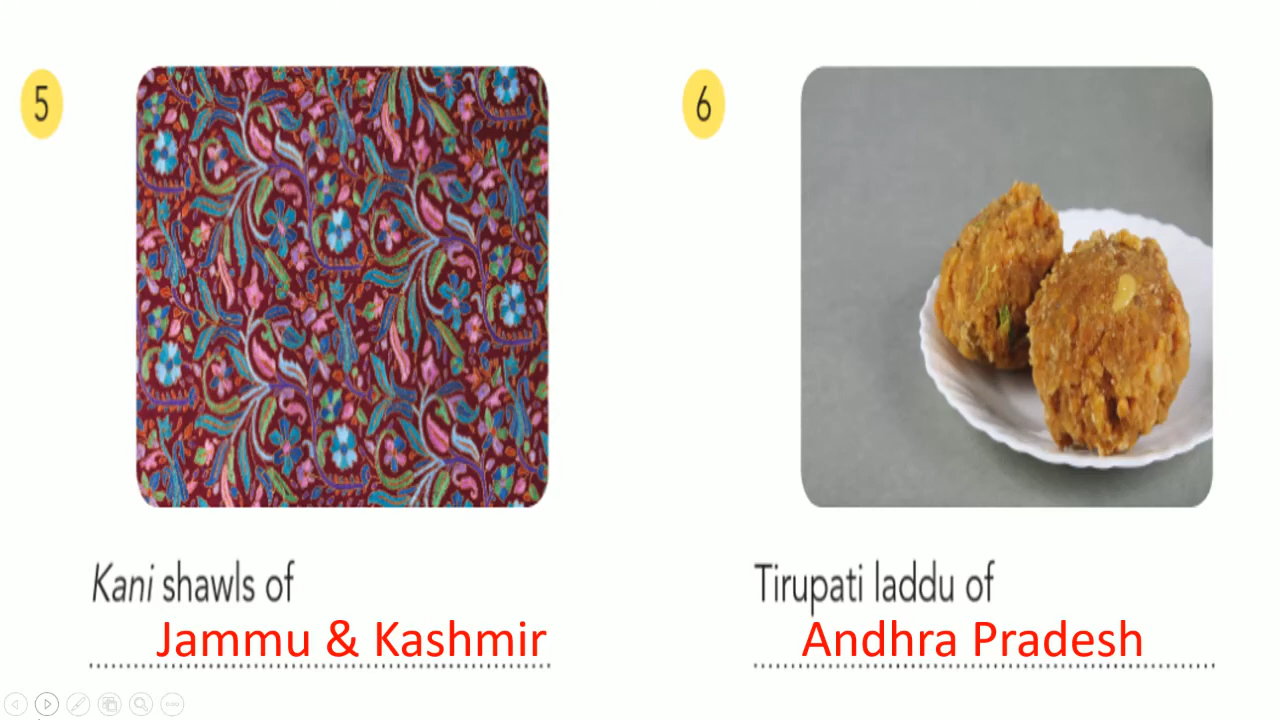 5
Kani shawls of
Jammu & Kashmir
6
Tirupati laddu of
Andhra Pradesh